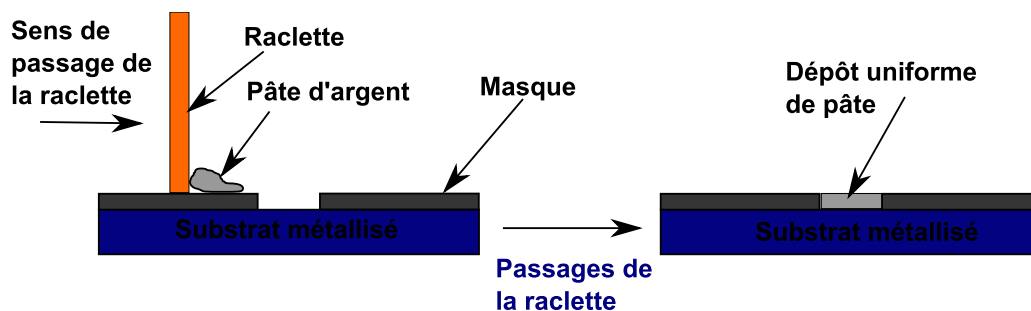 Sens de
passage de
la raclette
Raclette
Pâte d'argent
Masque
Substrat métallisé
Passages de
la raclette
Dépôt uniforme
de pâte
Substrat métallisé